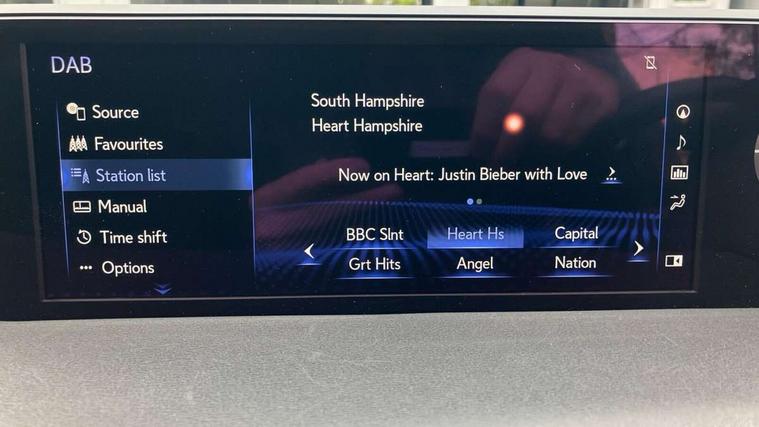 DAB
Source
Favourites
Station list
Manual
Time shift
Options
South Hampshire
Heart Hampshire
Now on Heart: Justin Bieber with Love
BBC Slnt
Heart Hs
Capital
Grt Hits
Angel
Nation